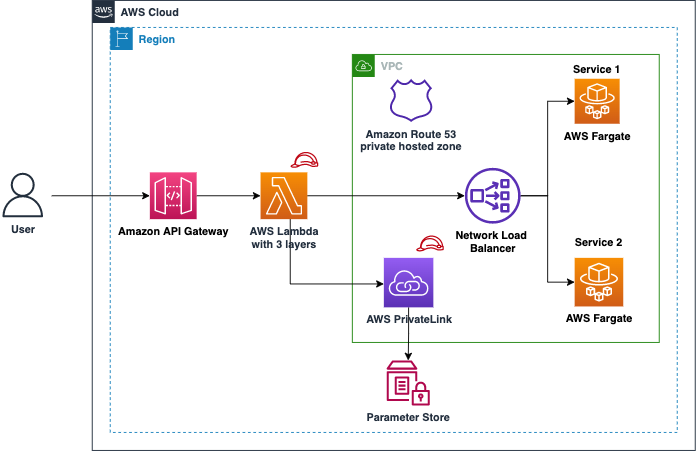 aws
AWS Cloud
Region
VPC
Service 1
Amazon Route 53
private hosted zone
AWS Fargate
User
Amazon API Gateway
AWS Lambda
with 3 layers
Network Load
Balancer
Service 2
AWS PrivateLink
AWS Fargate
Parameter Store